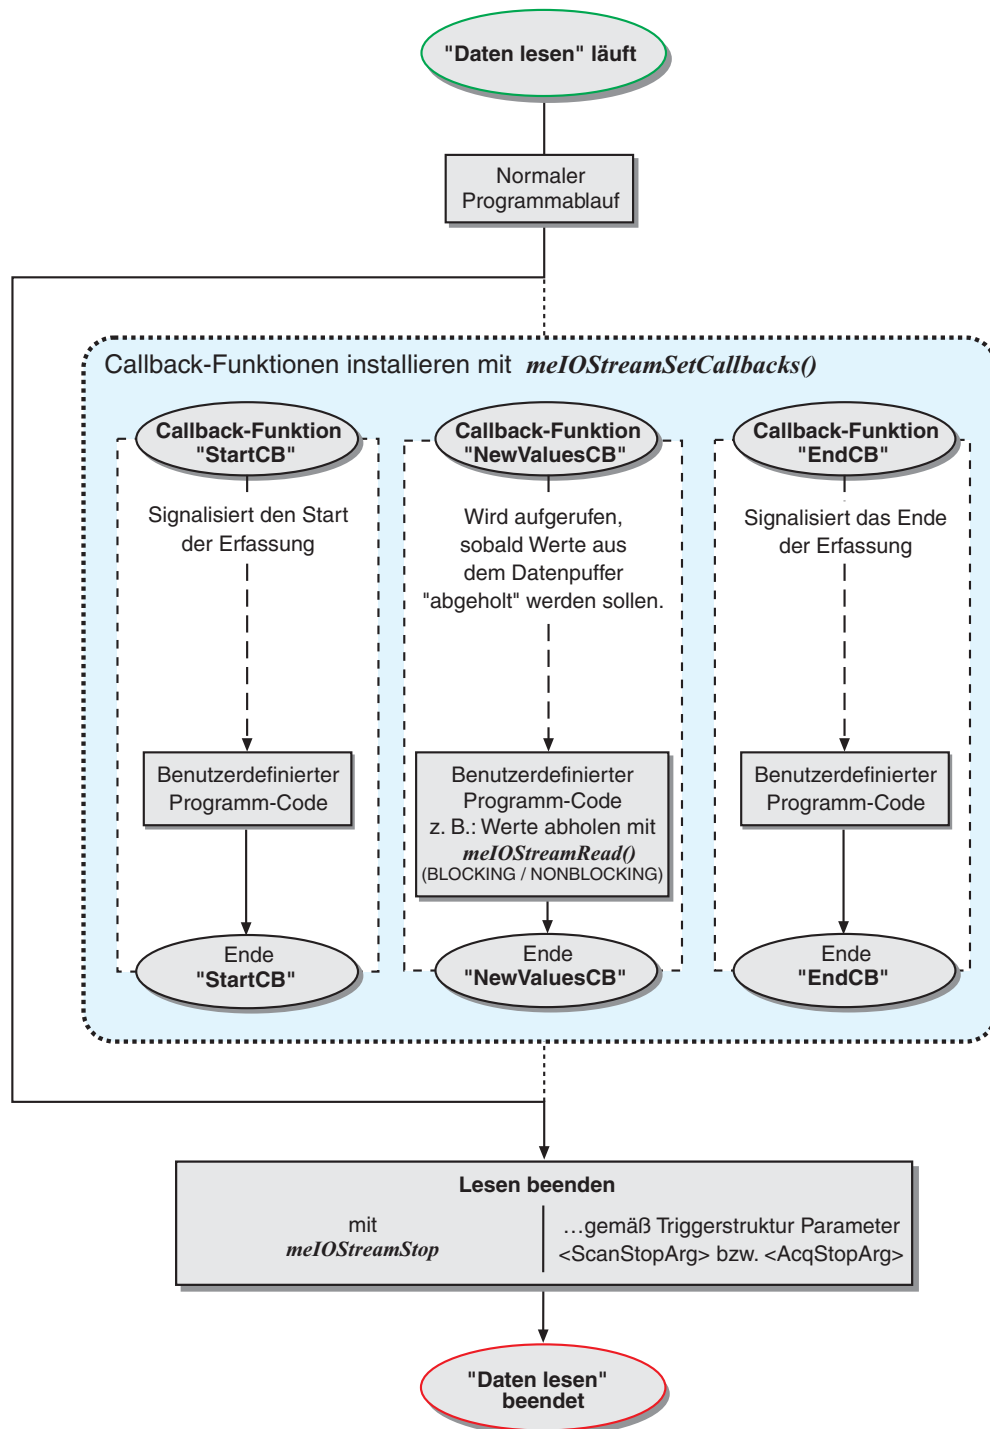 "Daten lesen" läuft
Normaler
Programmablauf
Callback-Funktionen installieren mit meIOStreamSetCallbacks()
Callback-Funktion
"StartCB"
Signalisiert den Start
der Erfassung
Benutzerdefinierter
Programm-Code
Ende
"StartCB"
Callback-Funktion
"NewValuesCB"
Wird aufgerufen,
sobald Werte aus
dem Datenpuffer
"abgeholt" werden sollen.
Benutzerdefinierter
Programm-Code
z. B.: Werte abholen mit
meIOStreamRead()
(BLOCKING / NONBLOCKING)
Ende
"NewValuesCB"
Callback-Funktion
"EndCB"
Signalisiert das Ende
der Erfassung
Benutzerdefinierter
Programm-Code
Ende
"EndCB"
Lesen beenden
mit
meIOStreamStop
…gemäß Triggerstruktur Parameter
<ScanStopArg> bzw. <AcqStopArg>
"Daten lesen"
beendet